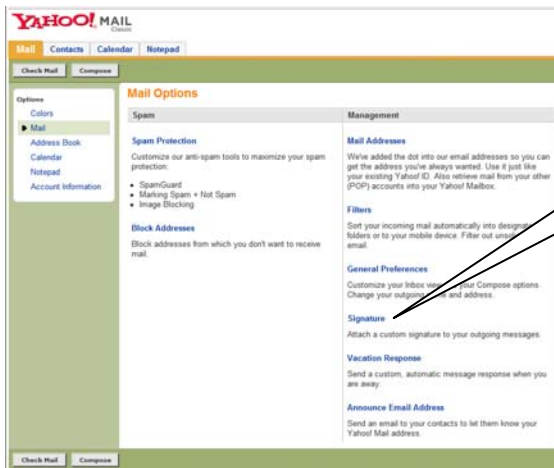 YAHOO! MAIL
Classic
Mail Contacts Calendar Notepad
Check Mail Compose
Options
Colors
Mail
Address Book
Calendar
Notepad
Account Information
Mail Options
Spam
Spam Protection
Customize our anti-spam tools to maximize your spam
protection:
• SpamGuard
• Marking Spam + Not Spam
• Image Blocking
Block Addresses
Block addresses from which you don't want to receive
mail.
Management
Mail Addresses
We've added the dot into our email addresses so you can
get the address you've always wanted. Use it just like
your existing Yahoo! ID. Also retrieve mail from your other
(POP) accounts into your Yahoo! Mailbox.
Filters
Sort your incoming mail automatically into
folders or to your mobile device. Filter out
email.
General Preferences
Customize your Inbox your Compose options.
Change your outgoing and address.
Signature
Attach a custom signature to your outgoing messages.
Vacation Response
Send a custom, automatic message response when you
are away.
Announce Email Address
Send an email to your contacts to let them know your
Yahoo! Mail address.
Check Mail Compose